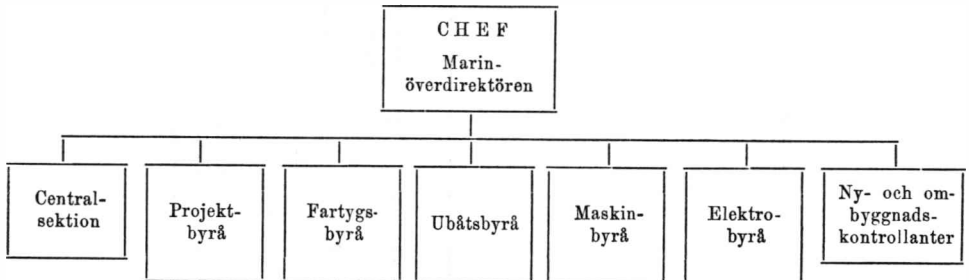 CHEF
Marin-
överdirektören
Central-
sektion
Projekt-
byrå
Fartygs-
byrå
Ubåtsbyrå
Maskin-
byrå
Elektro-
byrå
Ny- och om-
byggnads-
kontrollanter